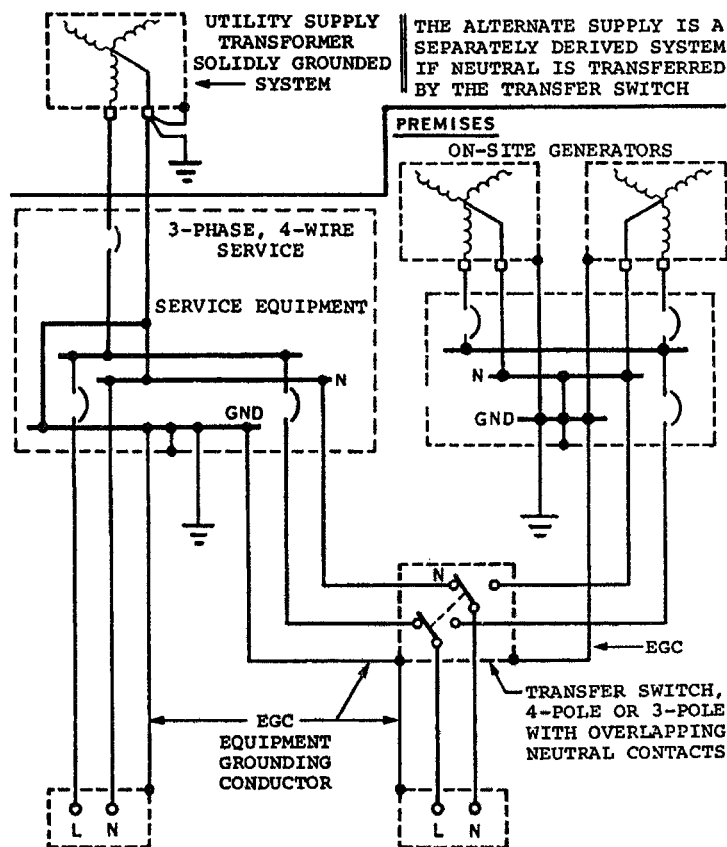 UTILITY SUPPLY
TRANSFORMER
SOLIDLY GROUNDED
SYSTEM
THE ALTERNATE SUPPLY IS A
SEPARATELY DERIVED SYSTEM
IF NEUTRAL IS TRANSFERRED
BY THE TRANSFER SWITCH
PREMISES
ON-SITE GENERATORS
3-PHASE, 4-WIRE
SERVICE
SERVICE EQUIPMENT
N
GND
N
GND
N
EGC
TRANSFER SWITCH,
4-POLE OR 3-POLE
WITH OVERLAPPING
NEUTRAL CONTACTS
EGC
EQUIPMENT
GROUNDING
CONDUCTOR
L N
L N